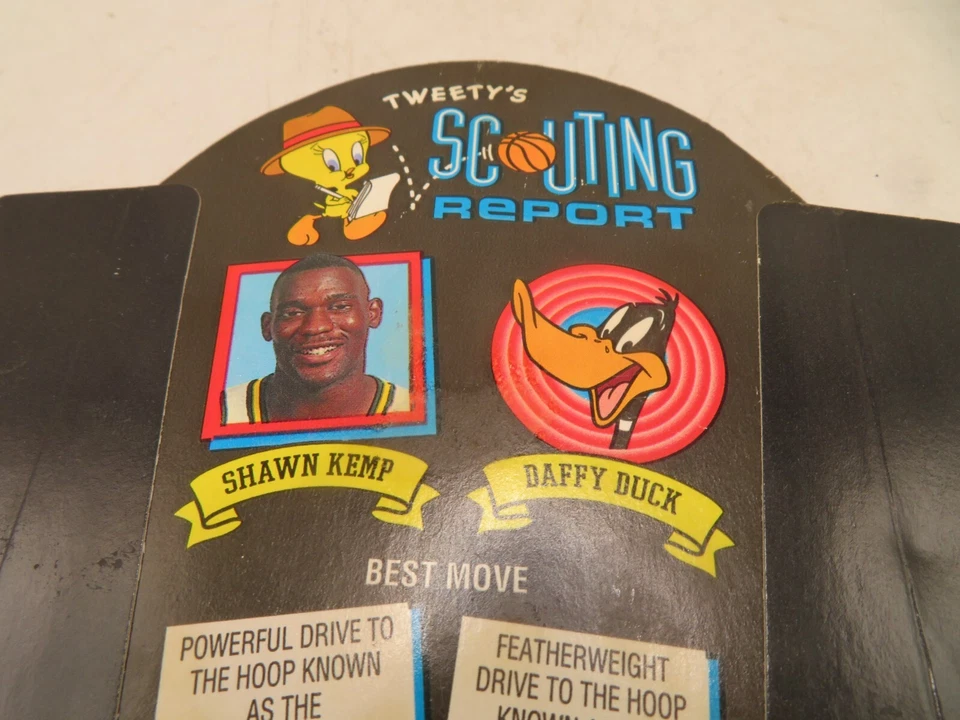 TWEETY'S
SCOUTING
REPORT
SHAWN KEMP
DAFFY DUCK
BEST MOVE
POWERFUL DRIVE TO
THE HOOP KNOWN
AS THE
FEATHERWEIGHT
DRIVE TO THE HOOP
KNOWN